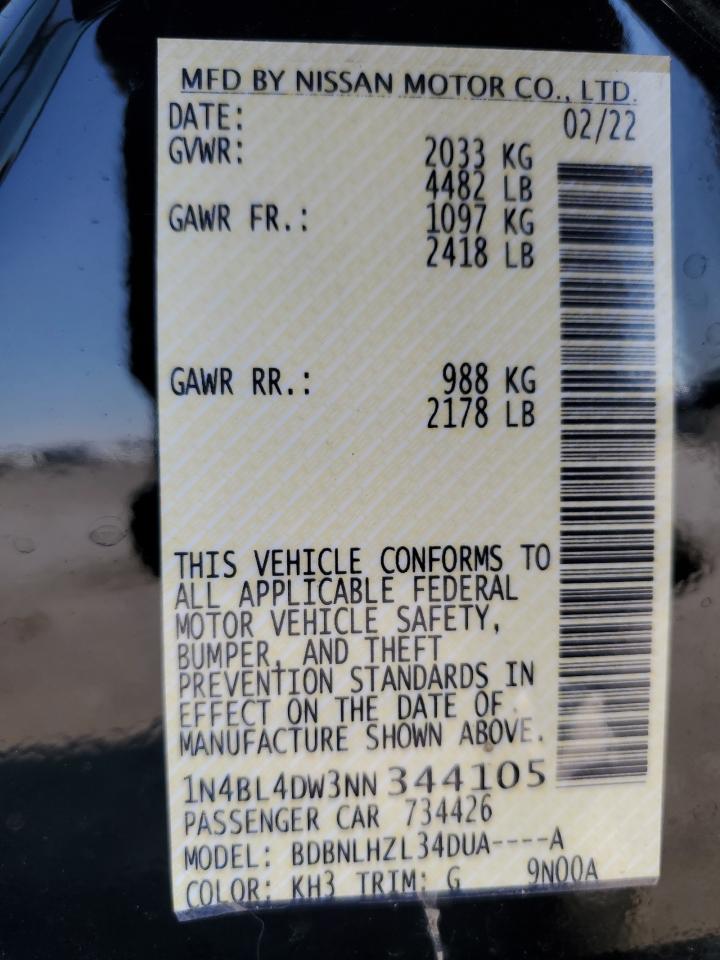 MFD BY NISSAN MOTOR CO., LTD.
DATE: 02/22
GVWR: 2033 KG
4482 LB
GAWR FR.: 1097 KG
2418 LB
GAWR RR.: 988 KG
2178 LB
THIS VEHICLE CONFORMS TO
ALL APPLICABLE FEDERAL
MOTOR VEHICLE SAFETY,
BUMPER, AND THEFT
PREVENTION STANDARDS IN
EFFECT ON THE DATE OF
MANUFACTURE SHOWN ABOVE.
1N4BL4DW3NN344105
PASSENGER CAR 734426
MODEL: BDBNLHZL34DUA----A
COLOR: KH3 TRIM: G 9N00A